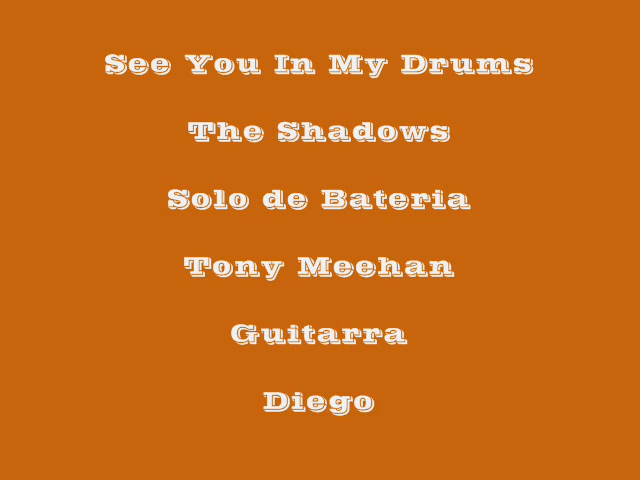 See You In My Drums
The Shadows
Solo de Bateria
Tony Meehan
Guitarra
Diego